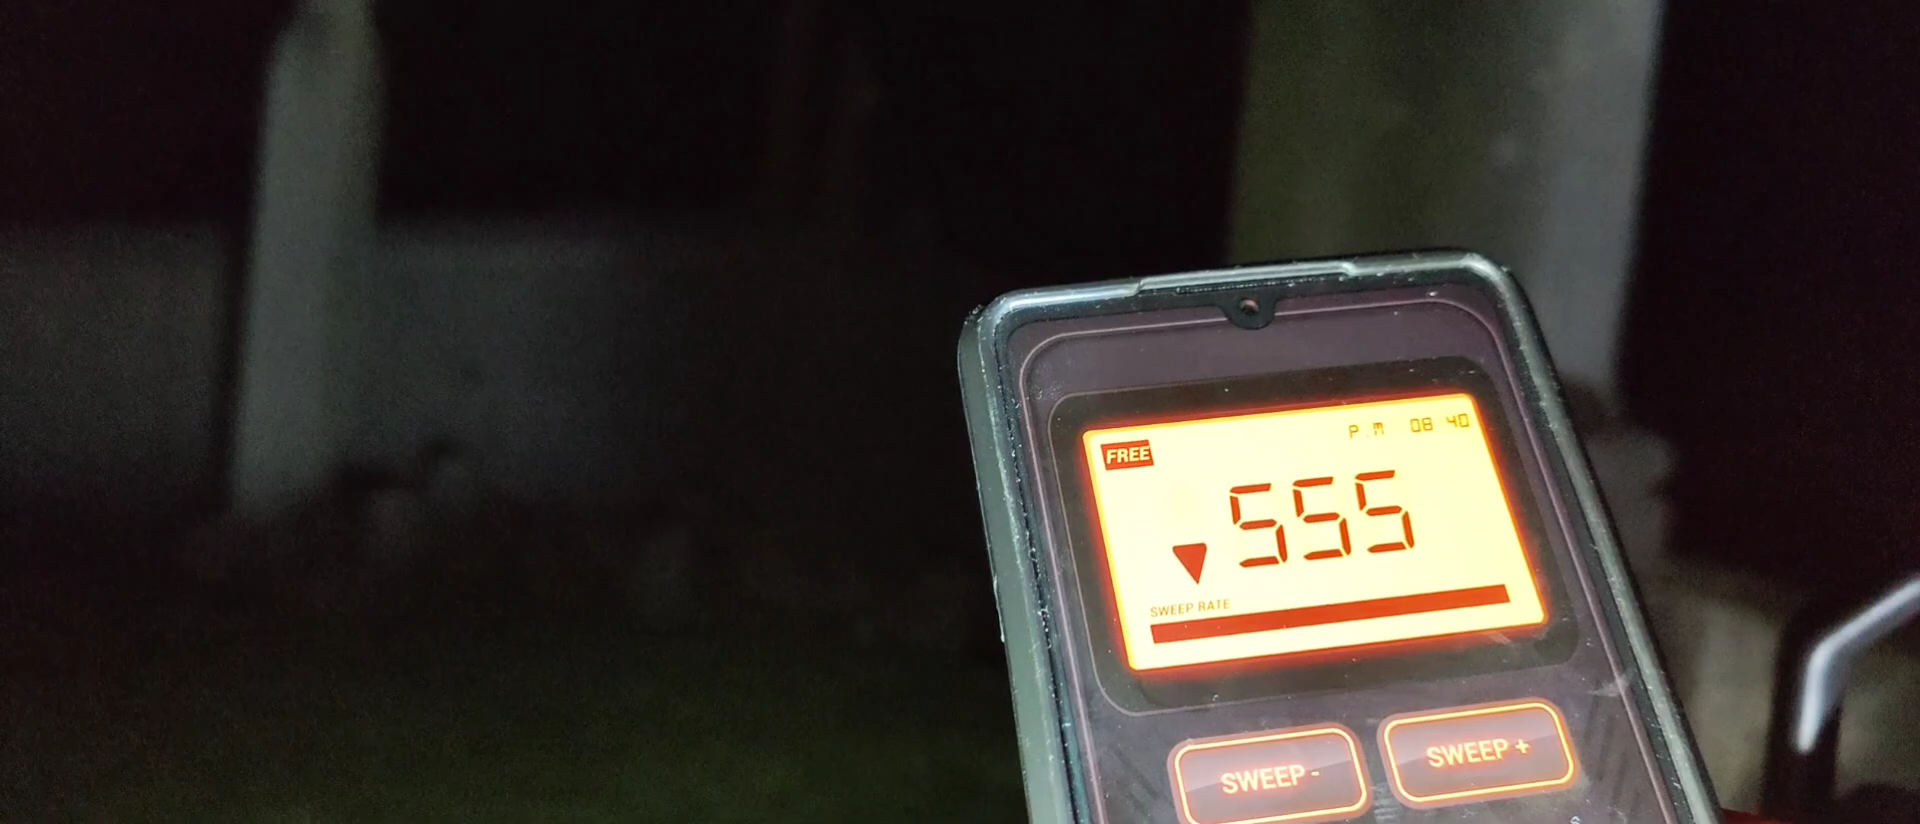 FREE
P.M 08 40
555
SWEEP RATE
SWEEP -
SWEEP +